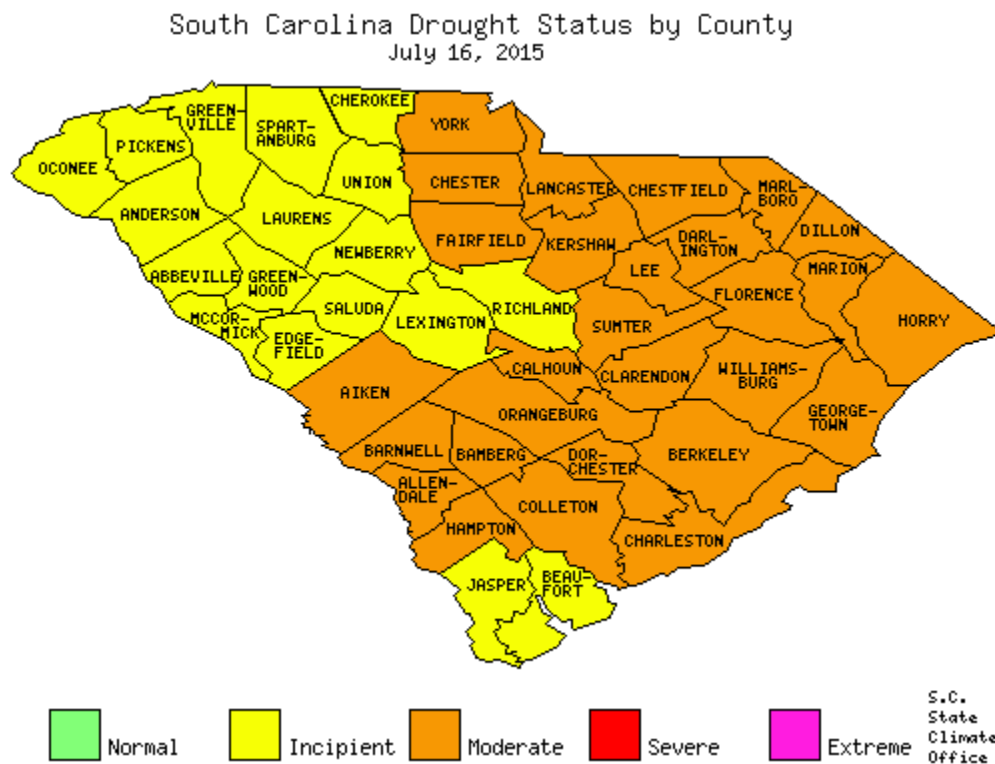 South Carolina Drought Status by County
July 16, 2015
CHEROKEE
GREEN-
VILLE
SPART-
ANBURG
YORK
PICKENS
OCONEE
UNION
CHESTER
LANCASTER
CHESTFIELD
MARL-
BORO
ANDERSON
LAURENS
DILLON
FAIRFIELD
KERSHAW
DARL-
INGTON
NEWBERRY
LEE
MARION
ABBEVILLE
GREEN-
WOOD
FLORENCE
SALUDA
RICHLAND
MCCOR-
MICK
LEXINGTON
SUMTER
HORRY
EDGE-
FIELD
CALHOUN
CLARENDON
WILLIAMS-
BURG
AIKEN
ORANGEBURG
GEORGE-
TOWN
BARNWELL
BAMBERG
DOR-
CHESTER
BERKELEY
ALLEN-
DALE
COLLETON
HAMPTON
CHARLESTON
JASPER
BEAU-
FORT
Normal
Incipient
Moderate
Severe
Extreme
S.C.
State
Climate
Office